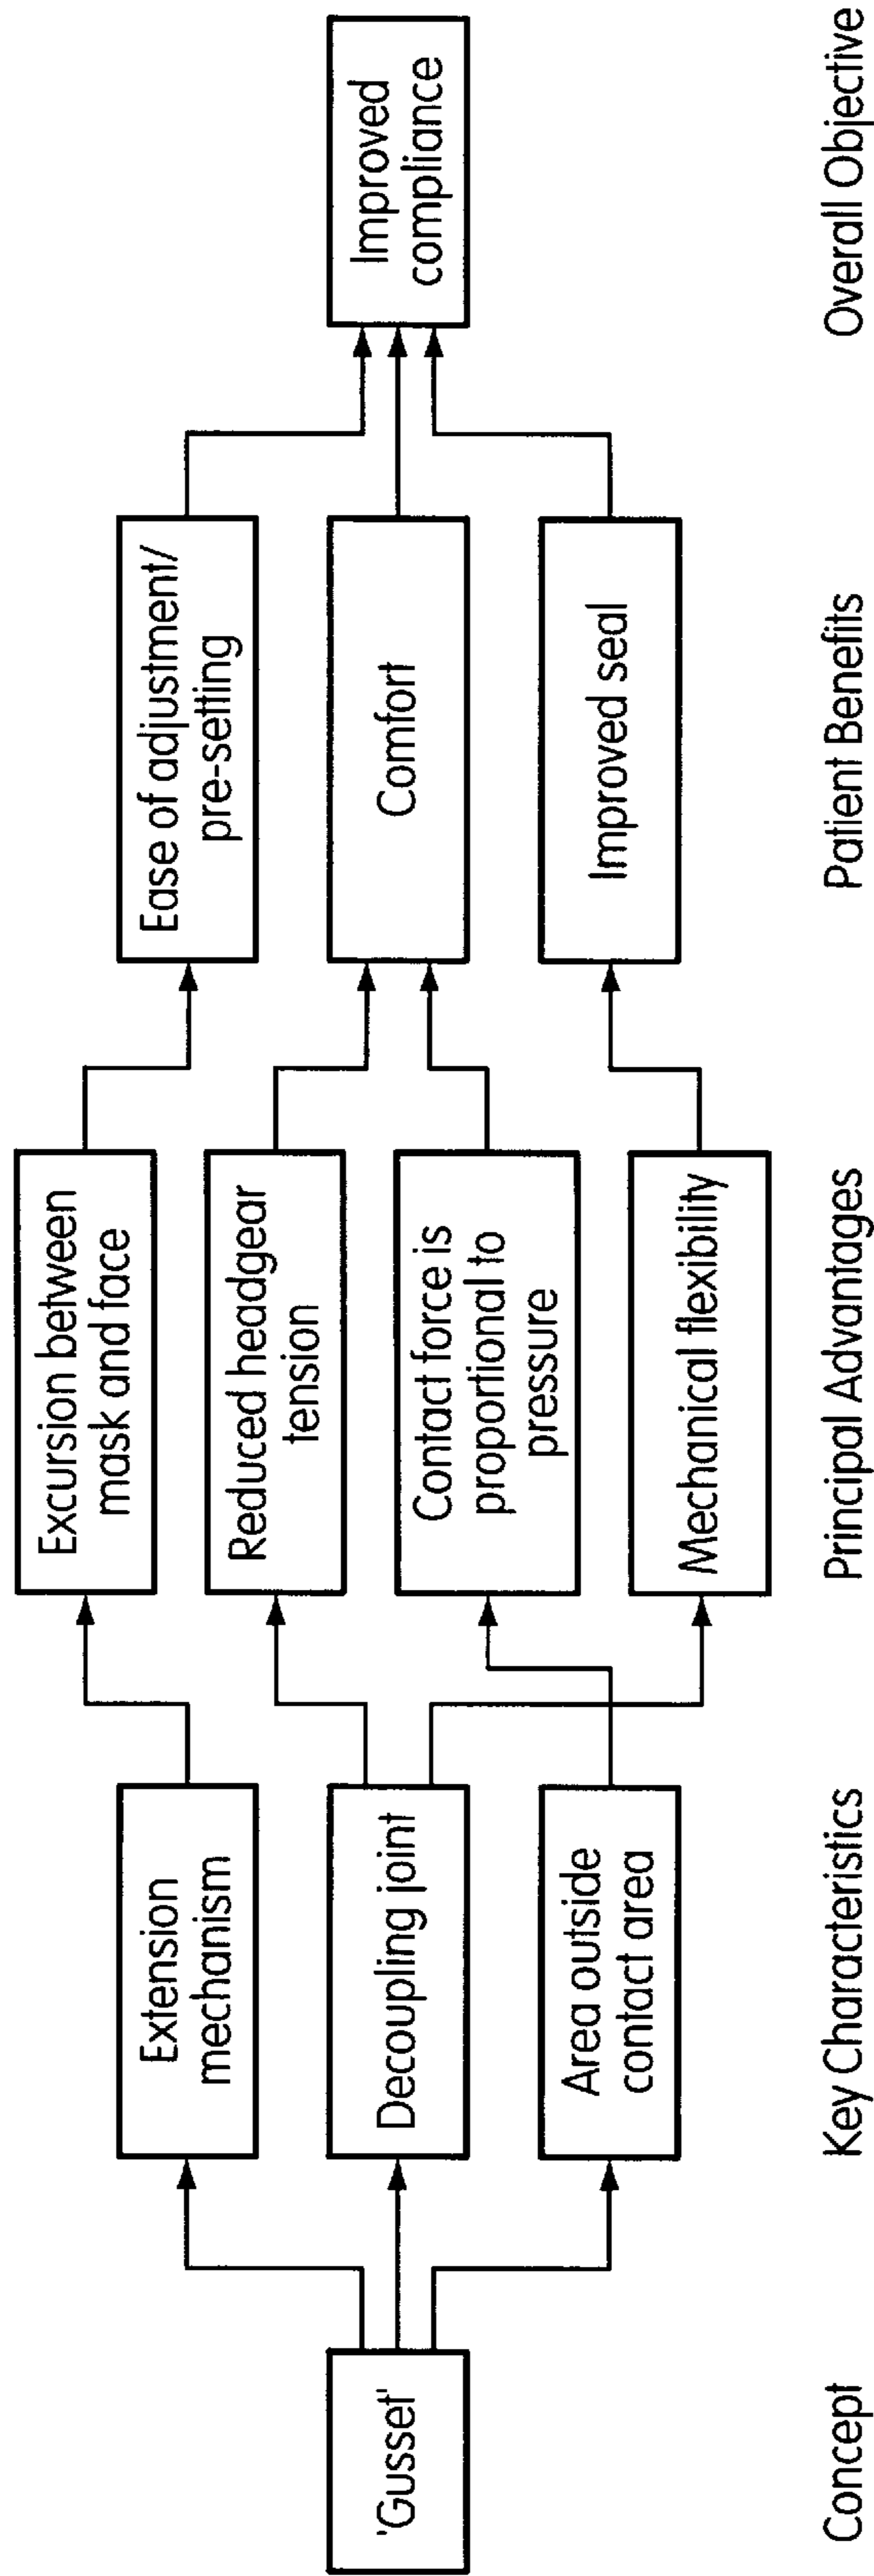 'Gusset'
Extension
mechanism
Decoupling joint
Area outside
contact area
Excursion between
mask and face
Reduced headgear
tension
Contact force is
proportional to
pressure
Mechanical flexibility
Ease of adjustment/
pre-setting
Comfort
Improved seal
Improved
compliance
Concept
Key Characteristics
Principal Advantages
Patient Benefits
Overall Objective